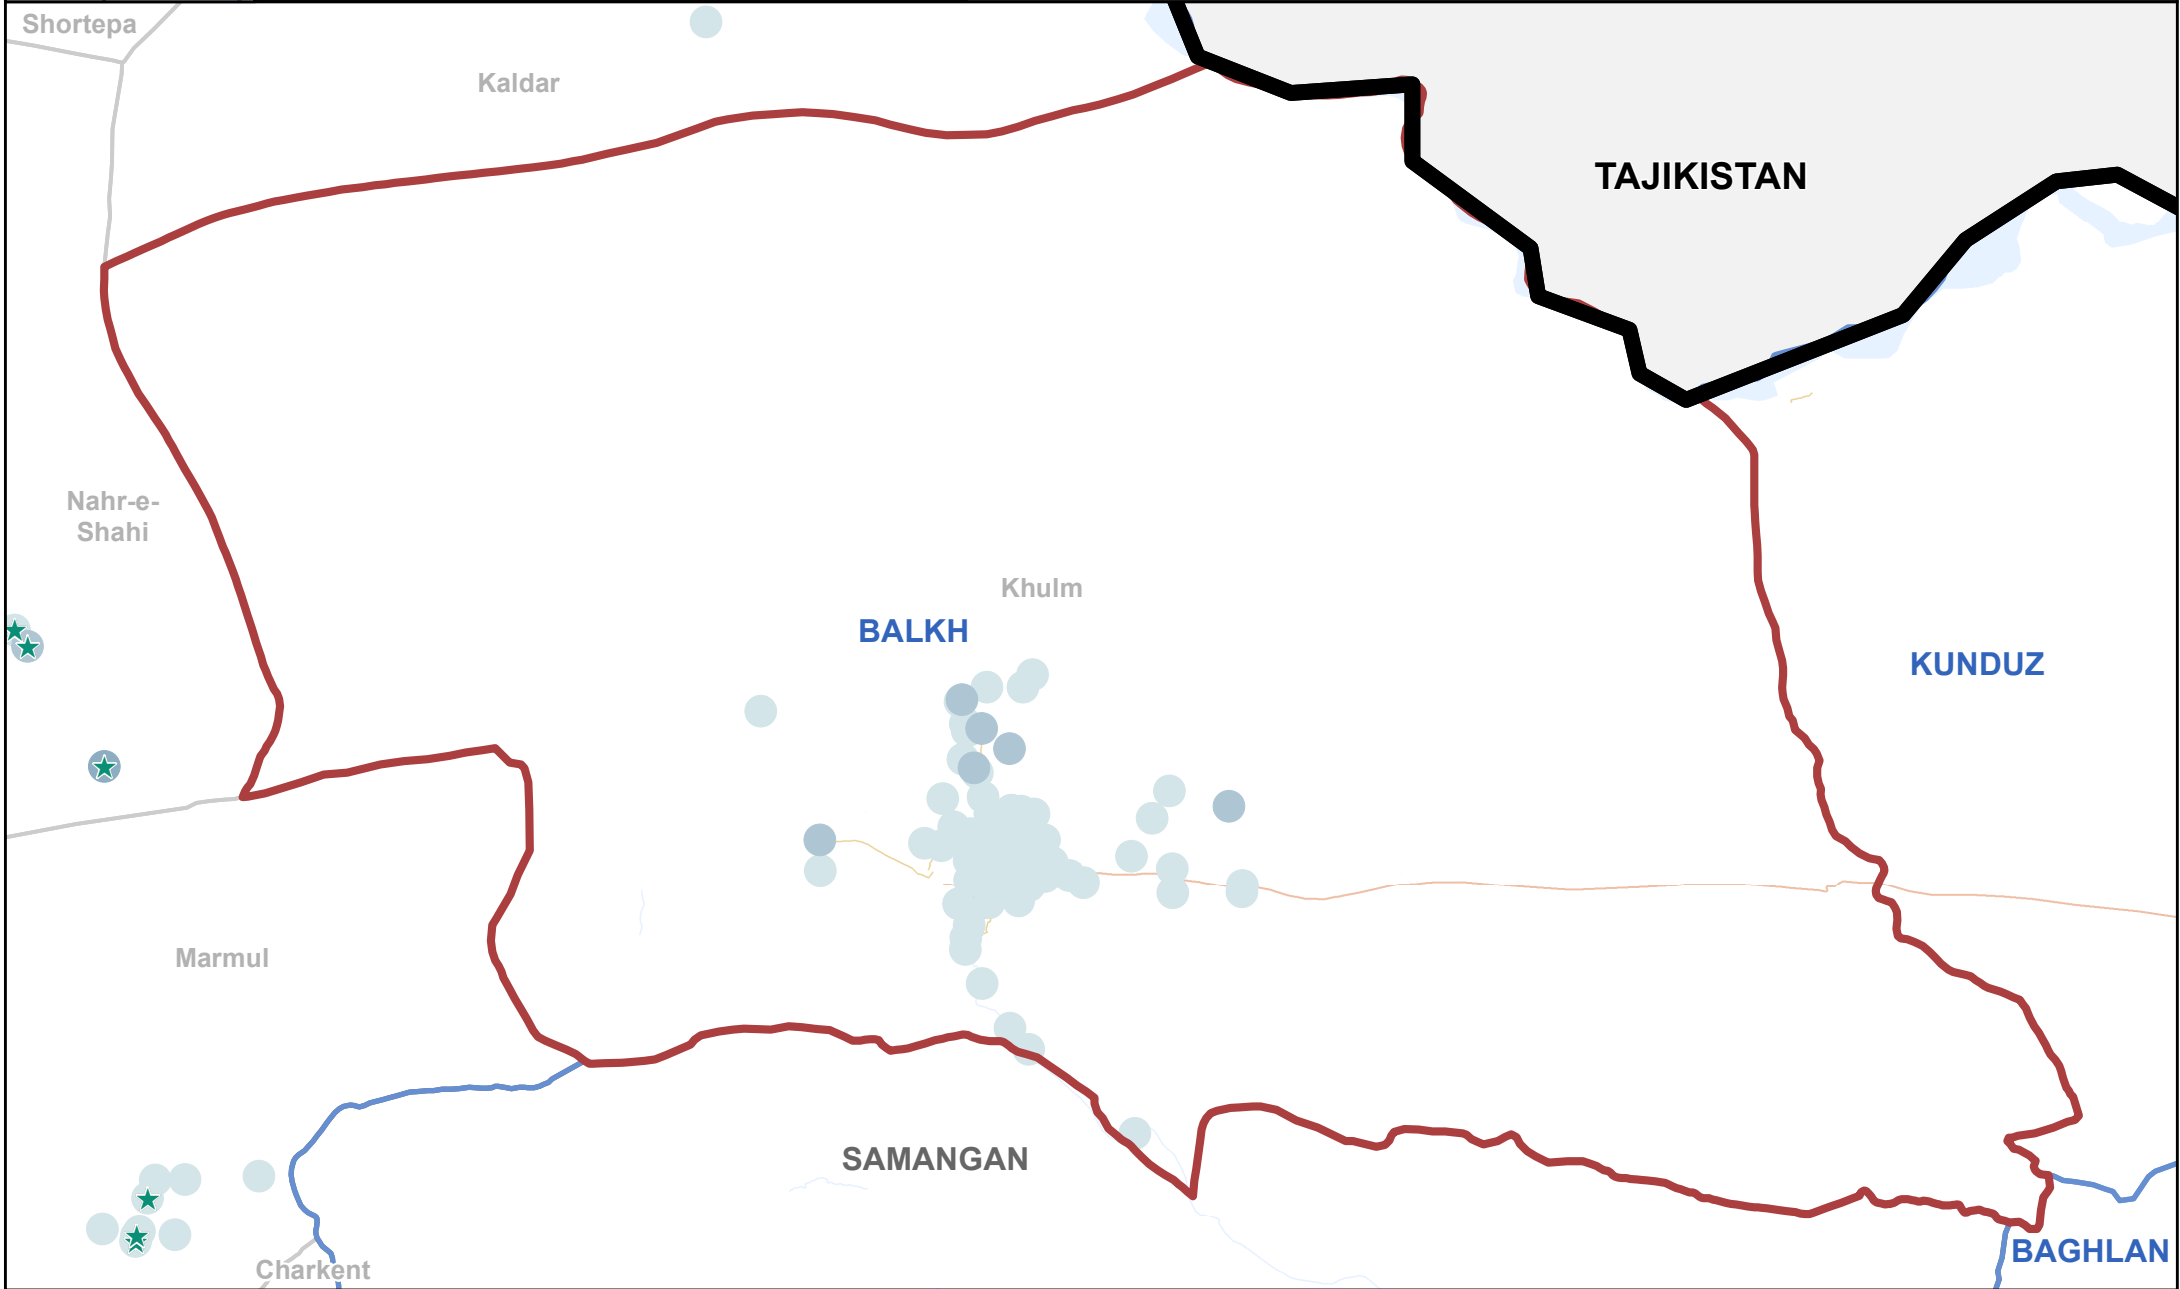 Shortepa
Kaldar
TAJIKISTAN
Nahr-e-
Shahi
Khulm
BALKH
KUNDUZ
Marmul
SAMANGAN
BAGHLAN
Charkent